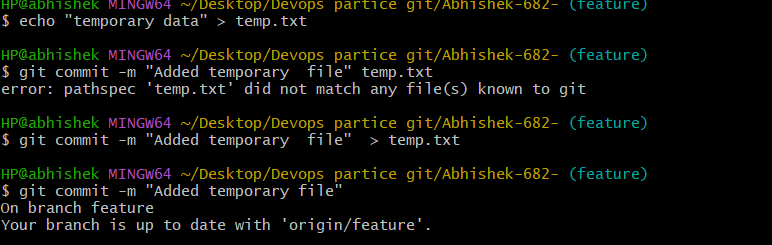 HP@abhishek MINGW64 ~/Desktop/Devops partice git/Abhishek-682- (feature)
$ echo "temporary data" > temp.txt
HP@abhishek MINGW64 ~/Desktop/Devops partice git/Abhishek-682- (feature)
$ git commit -m "Added temporary  file" temp.txt
error: pathspec 'temp.txt' did not match any file(s) known to git
HP@abhishek MINGW64 ~/Desktop/Devops partice git/Abhishek-682- (feature)
$ git commit -m "Added temporary  file"  > temp.txt
HP@abhishek MINGW64 ~/Desktop/Devops partice git/Abhishek-682- (feature)
$ git commit -m "Added temporary file"
On branch feature
Your branch is up to date with 'origin/feature'.